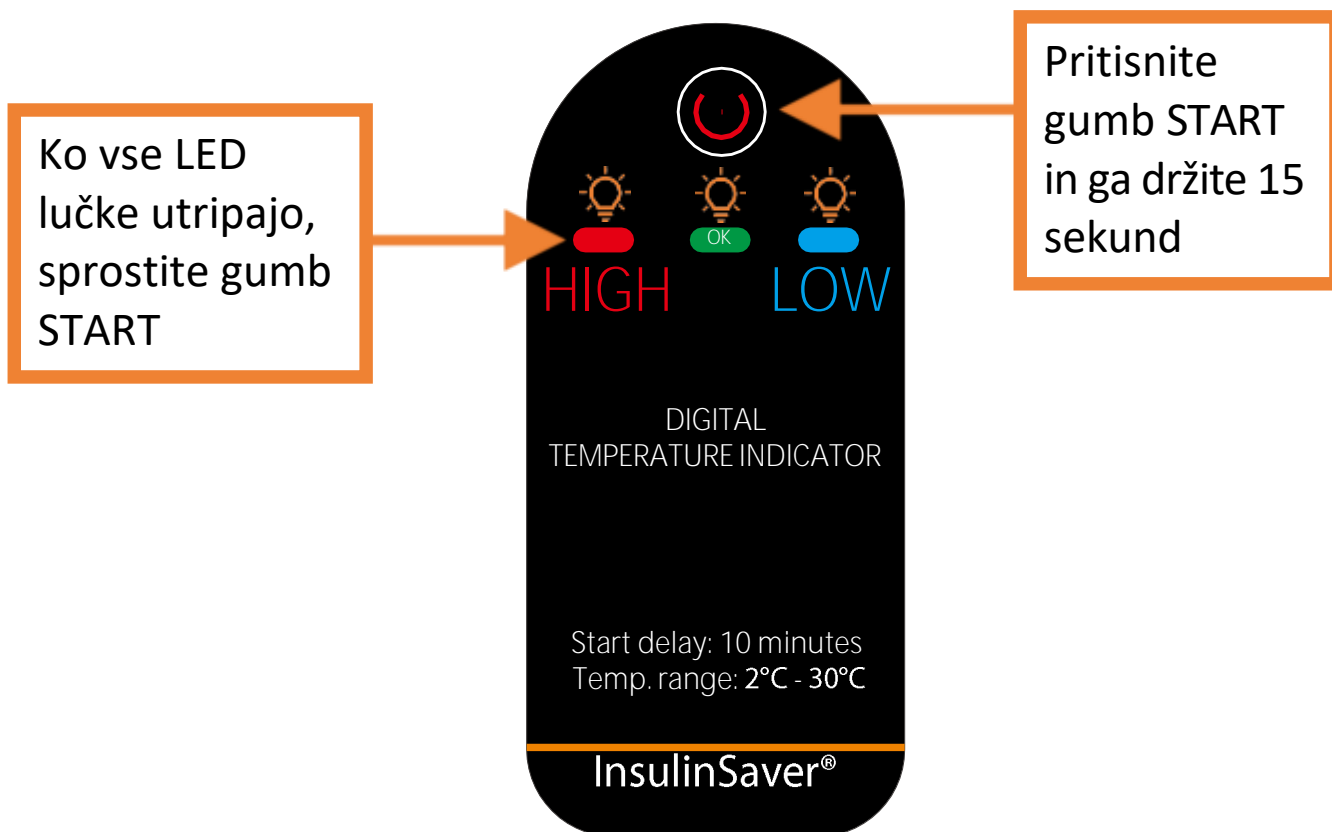 Ko vse LED
lučke utripajo,
sprostite gumb
START
Pritisnite
gumb START
in ga držite 15
sekund
OK
HIGH
LOW
DIGITAL
TEMPERATURE INDICATOR
Start delay: 10 minutes
Temp. range: 2°C - 30°C
InsulinSaver®